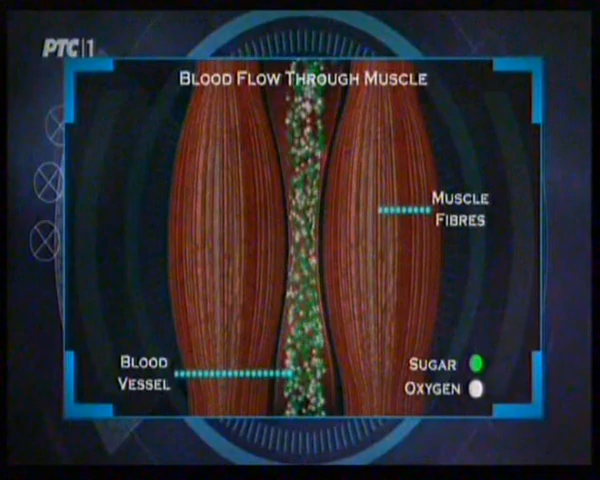 РТС|1
BLOOD FLOW THROUGH MUSCLE
MUSCLE
FIBRES
BLOOD
VESSEL
SUGAR
OXYGEN